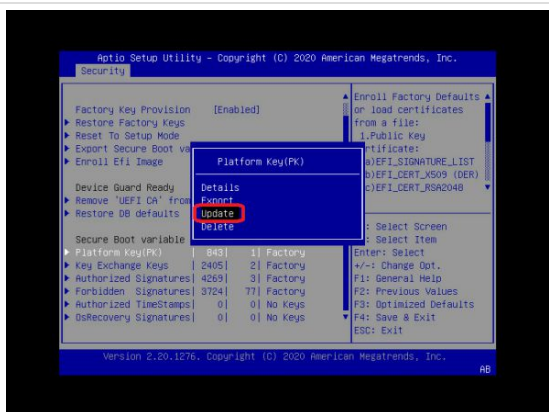 Aptio Setup Utility - Copyright (C) 2020 American Megatrends, Inc.
Security
Factory Key Provision [Enabled]
Restore Factory Keys
Reset To Setup Mode
Export Secure Boot va
Enroll Efi Image
Device Guard Ready
Remove 'UEFI CA' from
Restore DB defaults
Secure Boot variable
Platform Key(PK) | 843| 1| Factory
Key Exchange Keys | 2405| 2| Factory
Authorized Signatures| 4269| 3| Factory
Forbidden Signatures| 3724| 77| Factory
Authorized TimeStamps| 0| 0| No Keys
OsRecovery Signatures| 0| 0| No Keys
Platform Key(PK)
Details
Export
Update
Delete
Enroll Factory Defaults
or load certificates
from a file:
1.Public Key
rtificate:
a)EFI_SIGNATURE_LIST
b)EFI_CERT_X509 (DER)
c)EFI_CERT_RSA2048
: Select Screen
: Select Item
Enter: Select
+/-: Change Opt.
F1: General Help
F2: Previous Values
F3: Optimized Defaults
F4: Save & Exit
ESC: Exit
Version 2.20.1276. Copyright (C) 2020 American Megatrends, Inc.
AB